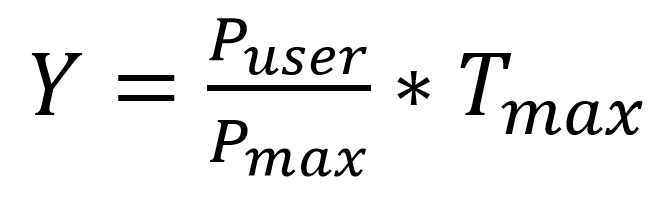 Y = P_user / P_max * T_max